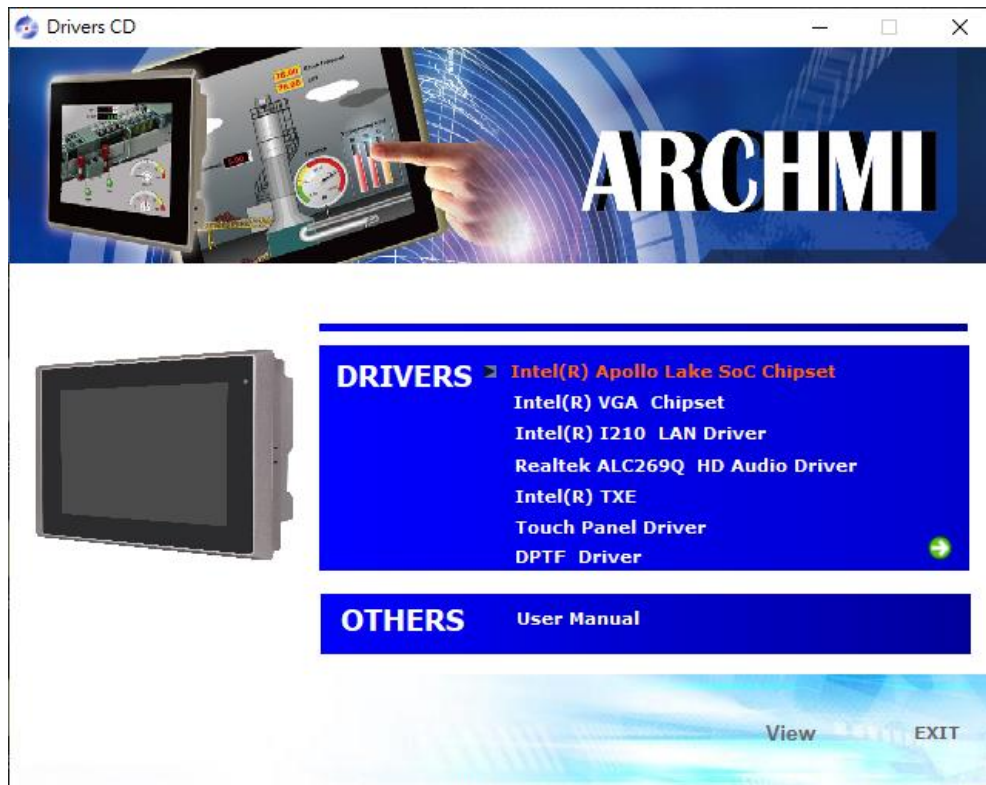 Drivers CD
ARCHMI
DRIVERS
Intel(R) Apollo Lake SoC Chipset
Intel(R) VGA Chipset
Intel(R) I210 LAN Driver
Realtek ALC269Q HD Audio Driver
Intel(R) TXE
Touch Panel Driver
DPTF Driver
OTHERS
User Manual
View
EXIT